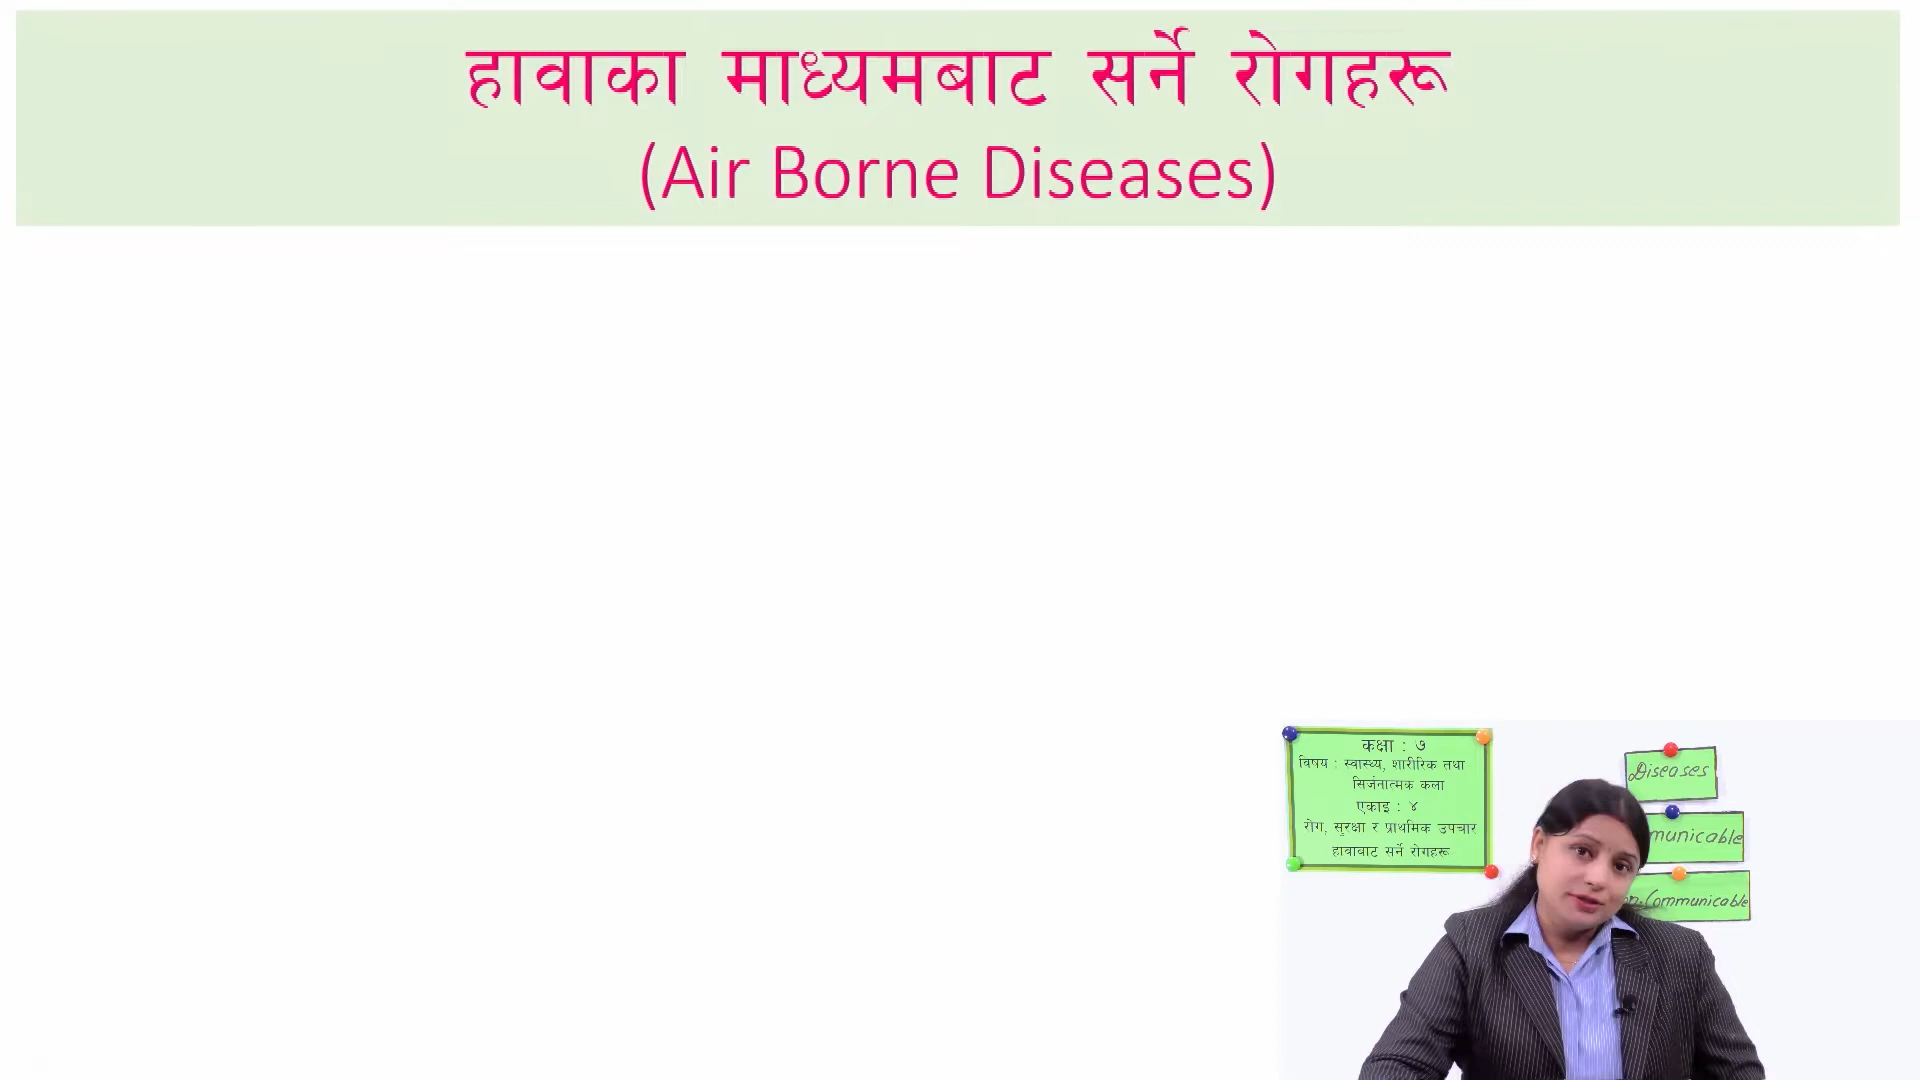 हावाका माध्यमबाट सर्ने रोगहरू
(Air Borne Diseases)
कक्षा : ७
विषय : स्वास्थ्य, शारीरिक तथा
सिर्जनात्मक कला
एकाइ : ४
रोग, सुरक्षा र प्राथमिक उपचार
हावाबाट सर्ने रोगहरू
Diseases
municable
n-Communicable